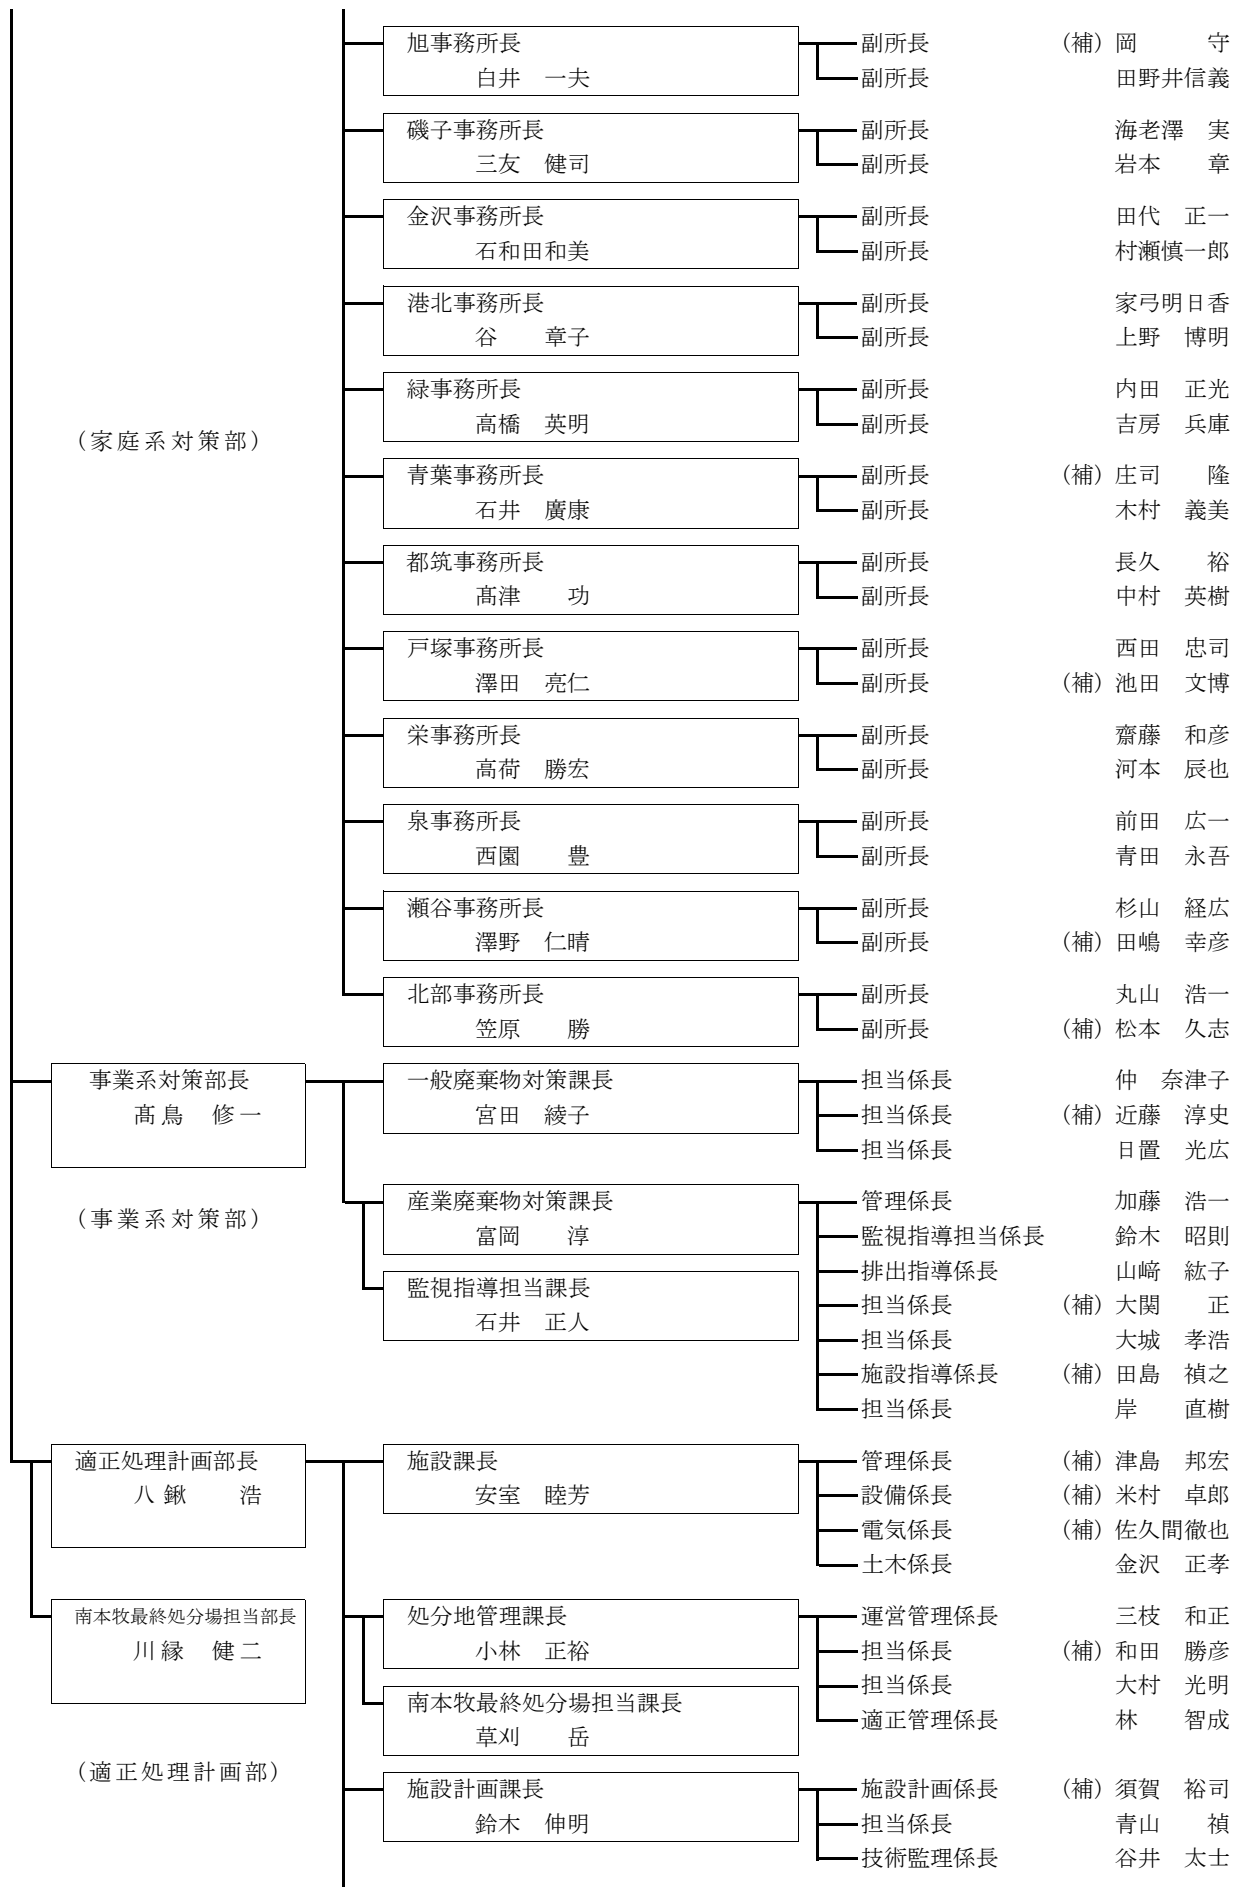 旭事務所長 副所長 (補) 岡 守
白井 一夫 副所長 田野井信義
磯子事務所長 副所長 海老澤 実
三友 健司 副所長 岩本 章
金沢事務所長 副所長 田代 正一
石和田和美 副所長 村瀬慎一郎
港北事務所長 副所長 家弓明日香
谷 章子 副所長 上野 博明
緑事務所長 副所長 内田 正光
高橋 英明 副所長 吉房 兵庫
(家庭系対策部)
青葉事務所長 副所長 (補) 庄司 隆
石井 廣康 副所長 木村 義美
都筑事務所長 副所長 長久 裕
髙津 功 副所長 中村 英樹
戸塚事務所長 副所長 西田 忠司
澤田 亮仁 副所長 (補) 池田 文博
栄事務所長 副所長 齋藤 和彦
高荷 勝宏 副所長 河本 辰也
泉事務所長 副所長 前田 広一
西園 豊 副所長 青田 永吾
瀬谷事務所長 副所長 杉山 経広
澤野 仁晴 副所長 (補) 田嶋 幸彦
北部事務所長 副所長 丸山 浩一
笠原 勝 副所長 (補) 松本 久志
事業系対策部長 一般廃棄物対策課長 担当係長 仲 奈津子
髙鳥 修一 宮田 綾子 担当係長 (補) 近藤 淳史
担当係長 日置 光広
産業廃棄物対策課長 管理係長 加藤 浩一
(事業系対策部)
富岡 淳 監視指導担当係長 鈴木 昭則
排出指導係長 山﨑 紘子
監視指導担当課長
担当係長 (補) 大関 正
石井 正人
担当係長 大城 孝浩
施設指導係長 (補) 田島 禎之
担当係長 岸 直樹
適正処理計画部長 施設課長 管理係長 (補) 津島 邦宏
八鍬 浩 安室 睦芳 設備係長 (補) 米村 卓郎
電気係長 (補) 佐久間徹也
土木係長 金沢 正孝
南本牧最終処分場担当部長 処分地管理課長 運営管理係長 三枝 和正
川縁 健二 小林 正裕 担当係長 (補) 和田 勝彦
担当係長 大村 光明
南本牧最終処分場担当課長
適正管理係長 林 智成
草刈 岳
(適正処理計画部)
施設計画課長 施設計画係長 (補) 須賀 裕司
鈴木 伸明 担当係長 青山 禎
技術監理係長 谷井 太士